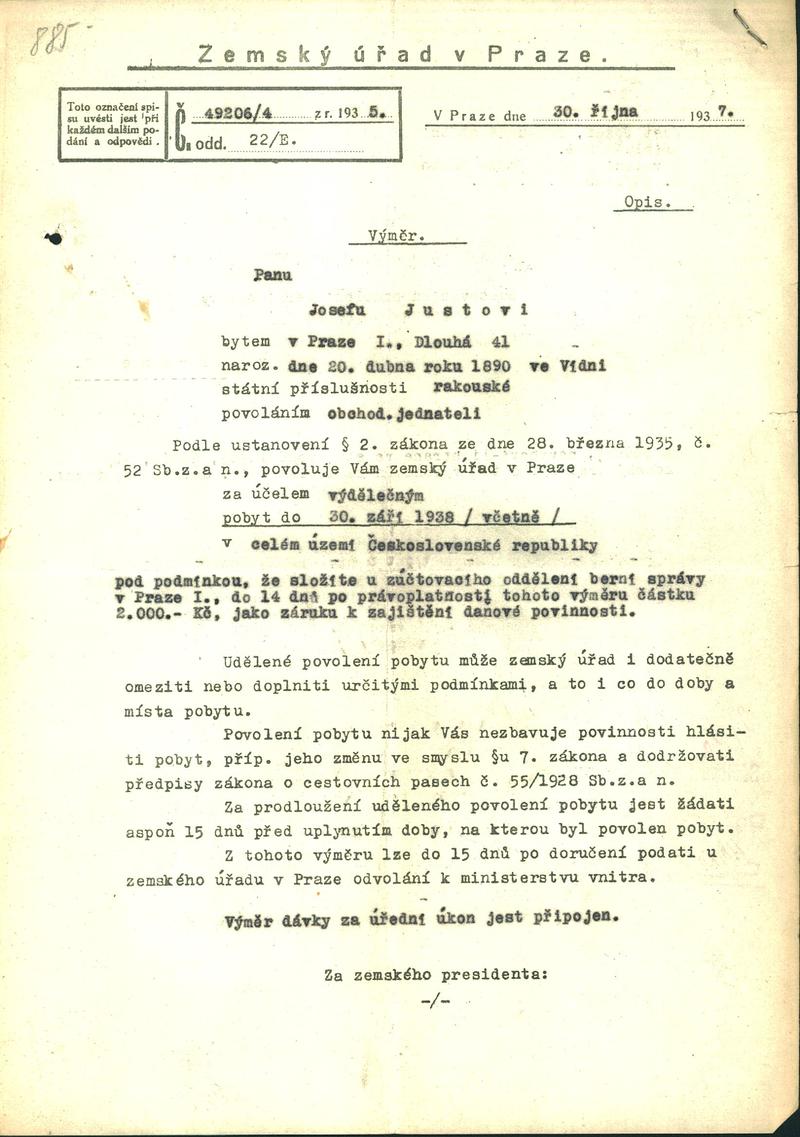 885
Zemský úřad v Praze.
Toto označení spi-
su uvésti jest při
každém dalším po-
dání a odpovědi.
Č. 49206/4 z r. 1935.
j. odd. 22/E.
V Praze dne 30. října 1937.
Opis.
Výměr.
Panu
Josefu Justovi
bytem v Praze I., Dlouhá 41
naroz. dne 20. dubna roku 1890 ve Vídni
státní příslušnosti rakouské
povoláním obchod.jednateli
Podle ustanovení § 2. zákona ze dne 28. března 1935, č.
52 Sb.z.a n., povoluje Vám zemský úřad v Praze
za účelem výdělečným
pobyt do 30. září 1938 / včetně /
v celém území Československé republiky
pod podmínkou, že složíte u zúčtovacího oddělení berní správy
v Praze I., do 14 dnů po právoplatnosti tohoto výměru částku
2.000.- Kč, jako záruku k zajištění daňové povinnosti.
Udělené povolení pobytu může zemský úřad i dodatečně
omeziti nebo doplniti určitými podmínkami, a to i co do doby a
místa pobytu.
Povolení pobytu nijak Vás nezbavuje povinnosti hlási-
ti pobyt, příp. jeho změnu ve smyslu §u 7. zákona a dodržovati
předpisy zákona o cestovních pasech č. 55/1928 Sb.z.a n.
Za prodloužení uděleného povolení pobytu jest žádati
aspoň 15 dnů před uplynutím doby, na kterou byl povolen pobyt.
Z tohoto výměru lze do 15 dnů po doručení podati u
zemského úřadu v Praze odvolání k ministerstvu vnitra.
Výměr dávky za úřední úkon jest připojen.
Za zemského presidenta:
-/-